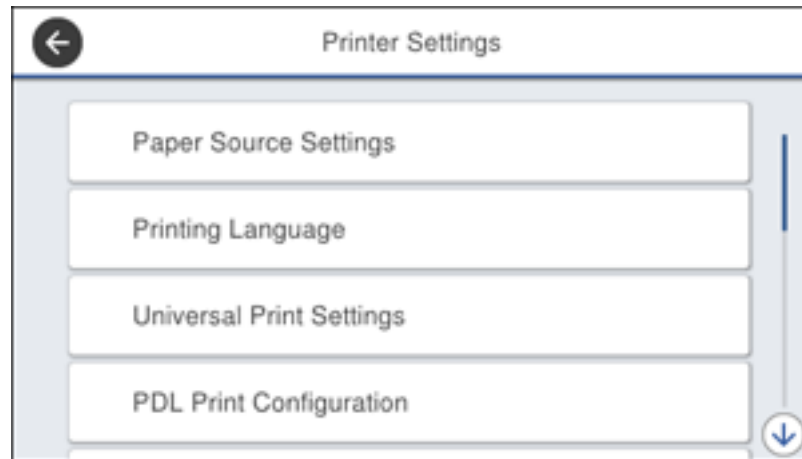 Printer Settings
Paper Source Settings
Printing Language
Universal Print Settings
PDL Print Configuration